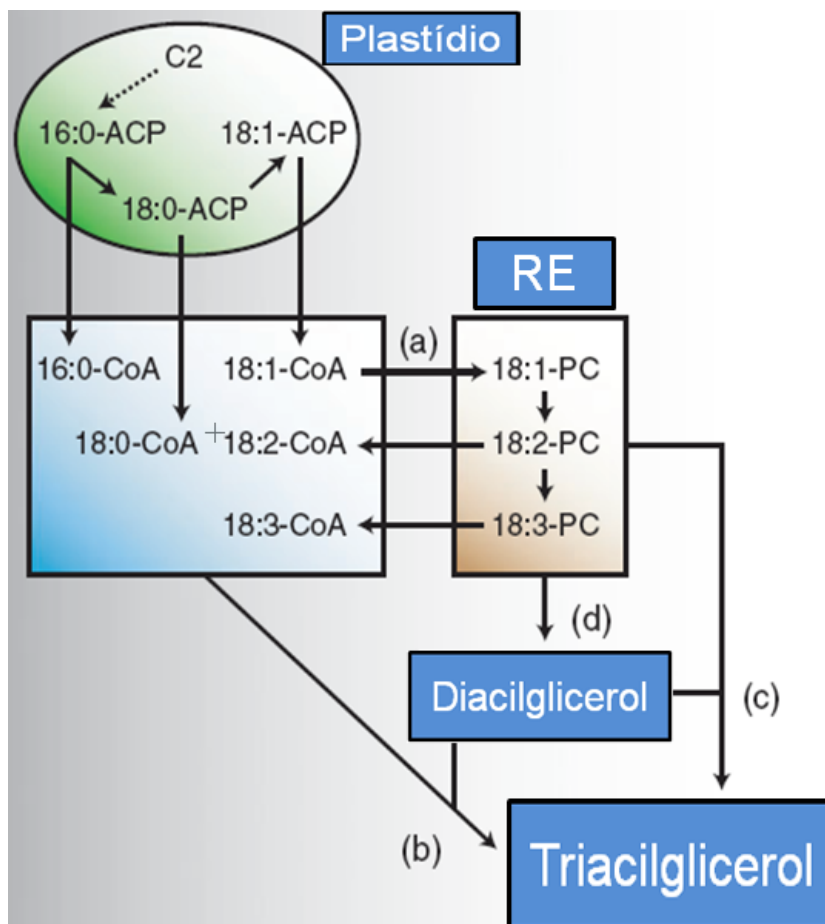 Plastídio
C2
16:0-ACP 18:1-ACP
18:0-ACP
RE
(a)
16:0-CoA 18:1-CoA 18:1-PC
18:0-CoA 18:2-CoA 18:2-PC
18:3-CoA 18:3-PC
(d)
Diacilglicerol
(c)
(b)
Triacilglicerol